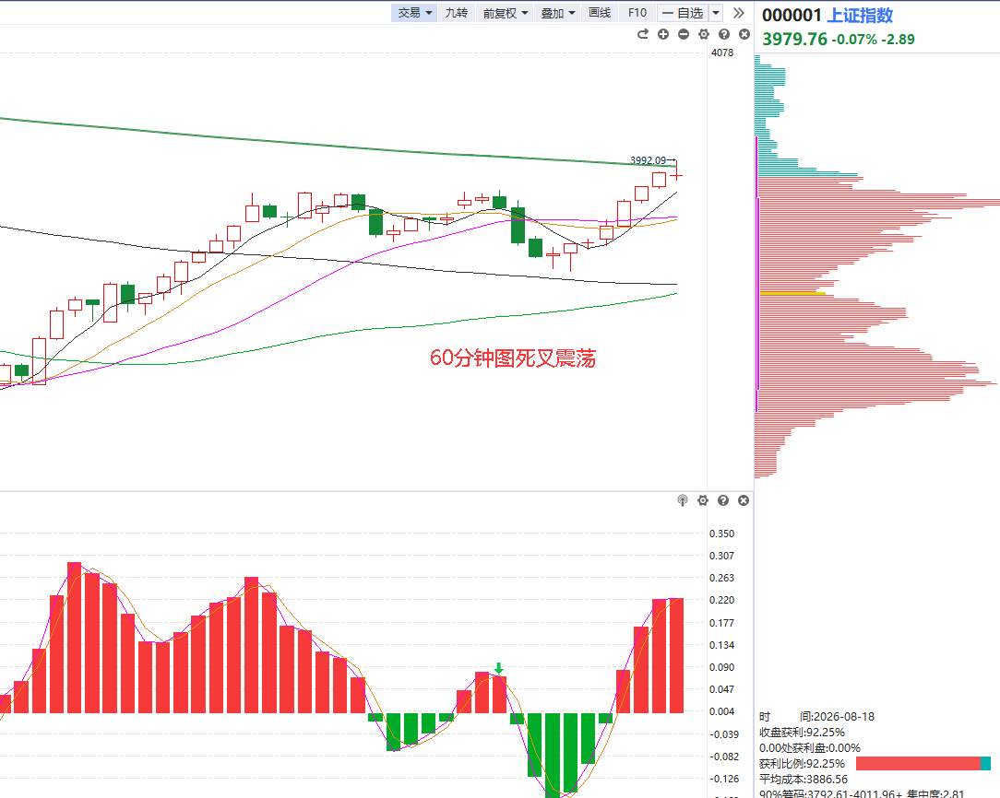 交易 九转 前复权 叠加 画线 F10 一自选
000001 上证指数
3979.76 -0.07% -2.89
4078
3992.09
60分钟图死叉震荡
0.350
0.307
0.263
0.220
0.177
0.134
0.090
0.047
0.004
-0.039
-0.082
-0.126
时 间:2026-08-18
收盘获利:92.25%
0.00处获利盘:0.00%
获利比例:92.25%
平均成本:3886.56
90%筹码:3792.61-4011.96+ 集中度:2.81